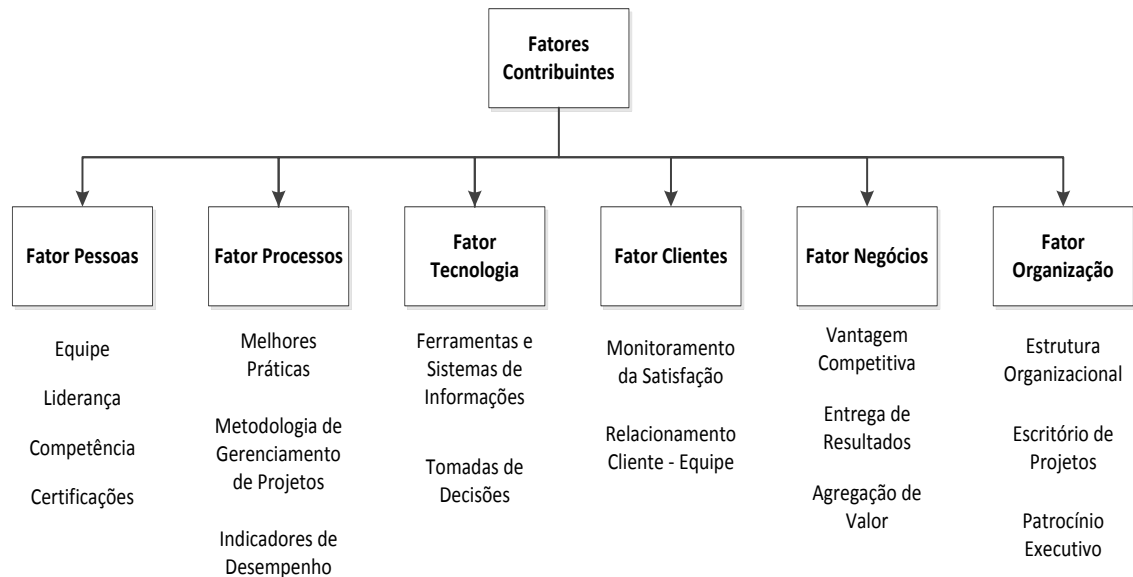 Fatores
Contribuintes
Fator Pessoas
Fator Processos
Fator
Tecnologia
Fator Clientes
Fator Negócios
Fator
Organização
Equipe
Liderança
Competência
Certificações
Melhores
Práticas
Metodologia de
Gerenciamento
de Projetos
Indicadores de
Desempenho
Ferramentas e
Sistemas de
Informações
Tomadas de
Decisões
Monitoramento
da Satisfação
Relacionamento
Cliente - Equipe
Vantagem
Competitiva
Entrega de
Resultados
Agregação de
Valor
Estrutura
Organizacional
Escritório de
Projetos
Patrocínio
Executivo